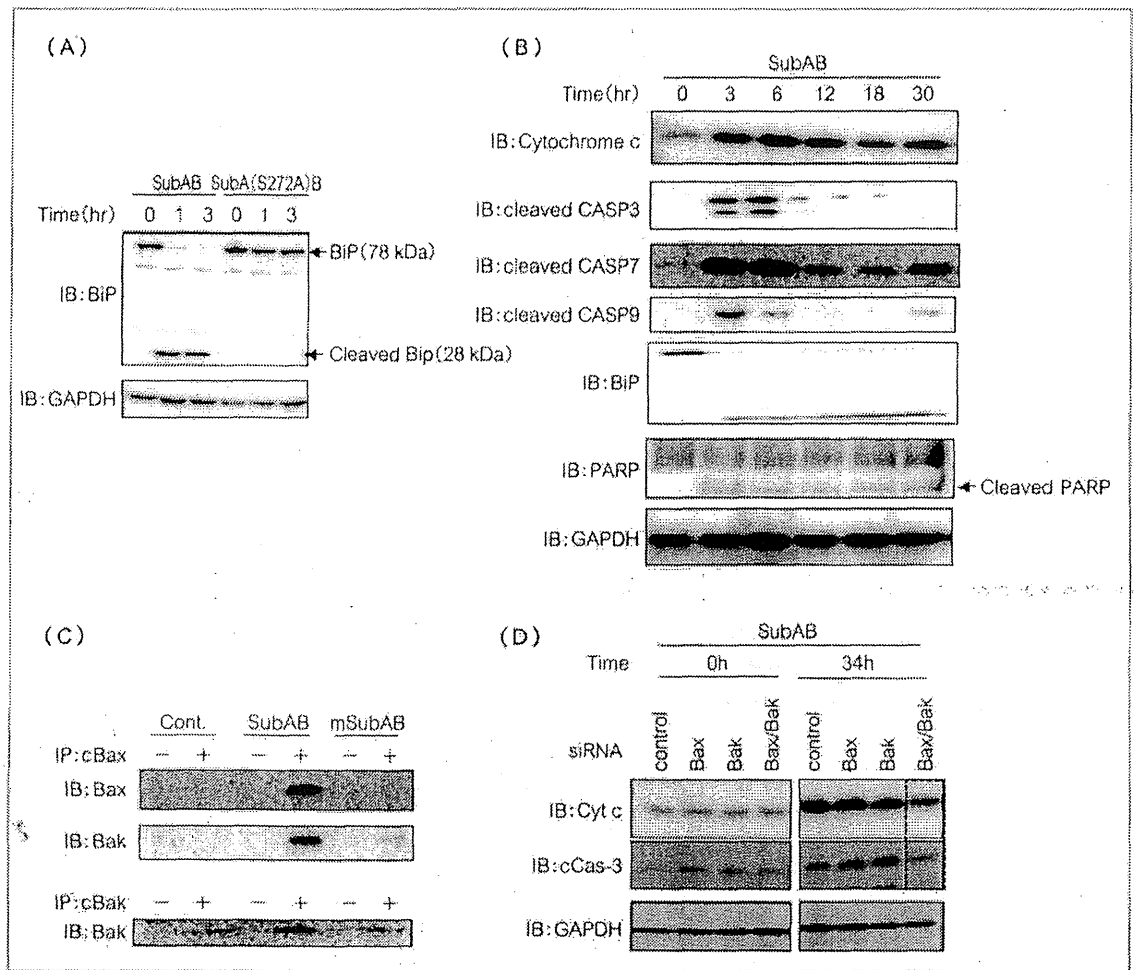 (A)
SubAB SubA(S272A)B
Time(hr) 0 1 3 0 1 3
BiP(78 kDa)
IB:BiP
Cleaved Bip(28 kDa)
IB:GAPDH
(B)
SubAB
Time(hr) 0 3 6 12 18 30
IB:Cytochrome c
IB:cleaved CASP3
IB:cleaved CASP7
IB:cleaved CASP9
IB:BiP
IB:PARP
Cleaved PARP
IB:GAPDH
(C)
Cont. SubAB mSubAB
IP:cBax − + − + − +
IB:Bax
IB:Bak
IP:cBak − + − + − +
IB:Bak
(D)
SubAB
Time 0h 34h
siRNA control Bax Bak Bax/Bak control Bax Bak Bax/Bak
IB:Cyt c
IB:cCas-3
IB:GAPDH